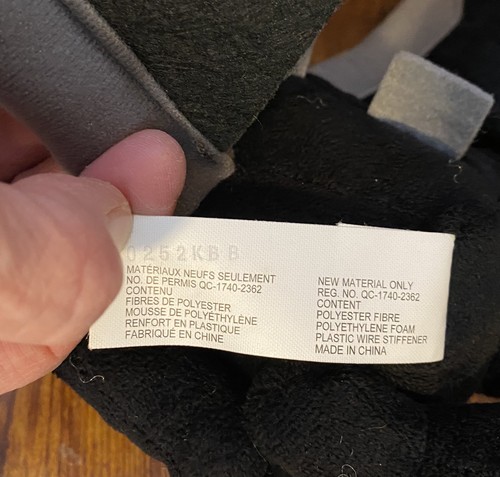 0252KBB
MATÉRIAUX NEUFS SEULEMENT
NO. DE PERMIS QC-1740-2362
CONTENU
FIBRES DE POLYESTER
MOUSSE DE POLYÉTHYLÈNE
RENFORT EN PLASTIQUE
FABRIQUÉ EN CHINE
NEW MATERIAL ONLY
REG. NO. QC-1740-2362
CONTENT
POLYESTER FIBRE
POLYETHYLENE FOAM
PLASTIC WIRE STIFFENER
MADE IN CHINA